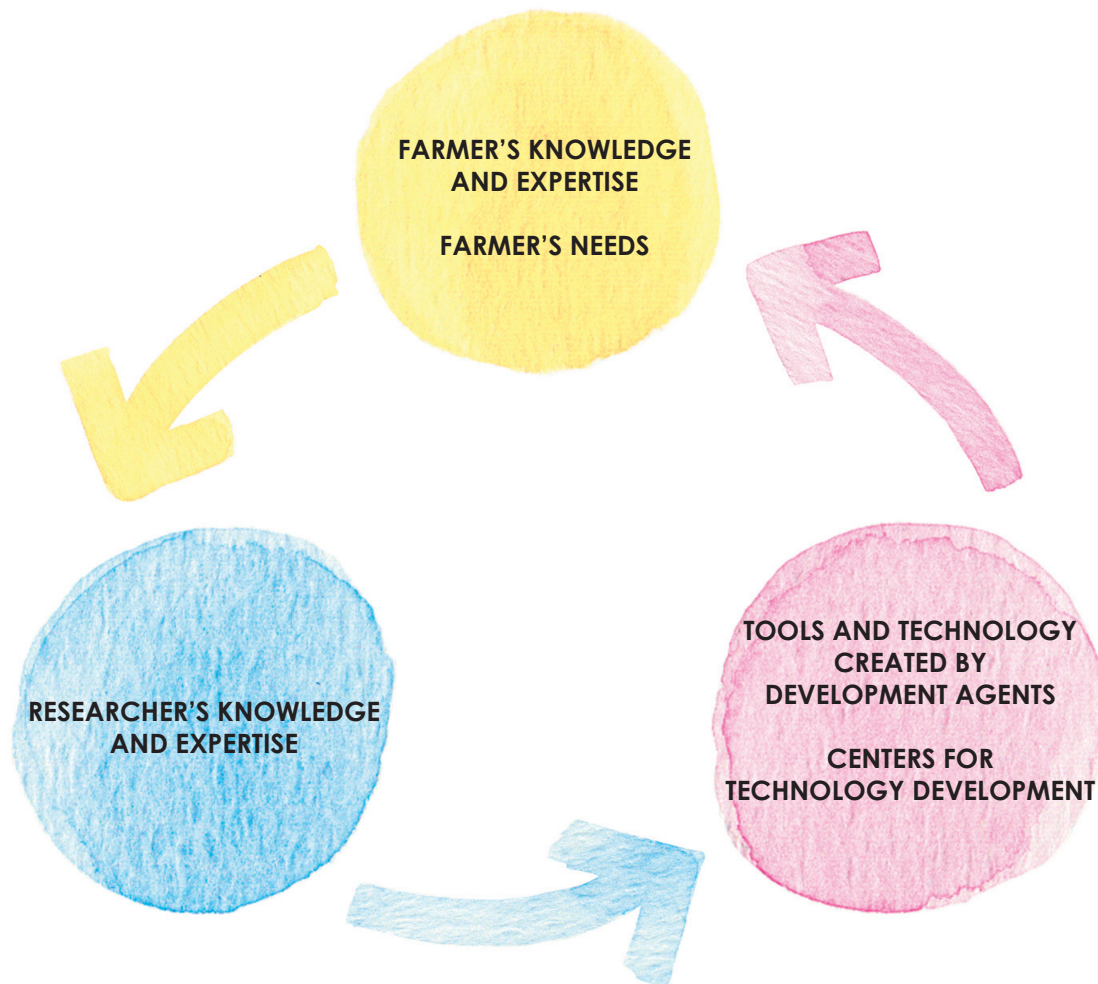 FARMER’S KNOWLEDGE
AND EXPERTISE
FARMER’S NEEDS
RESEARCHER’S KNOWLEDGE
AND EXPERTISE
TOOLS AND TECHNOLOGY
CREATED BY
DEVELOPMENT AGENTS
CENTERS FOR
TECHNOLOGY DEVELOPMENT